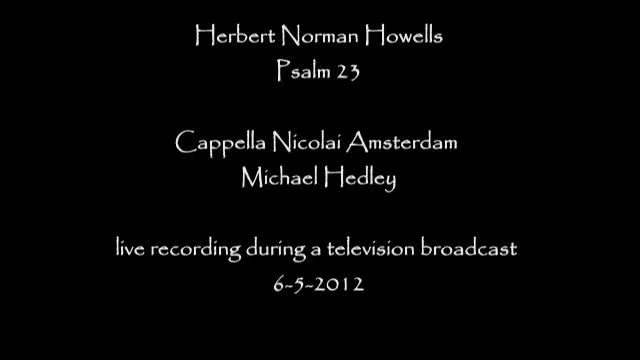 Herbert Norman Howells
Psalm 23
Cappella Nicolai Amsterdam
Michael Hedley
live recording during a television broadcast
6-5-2012